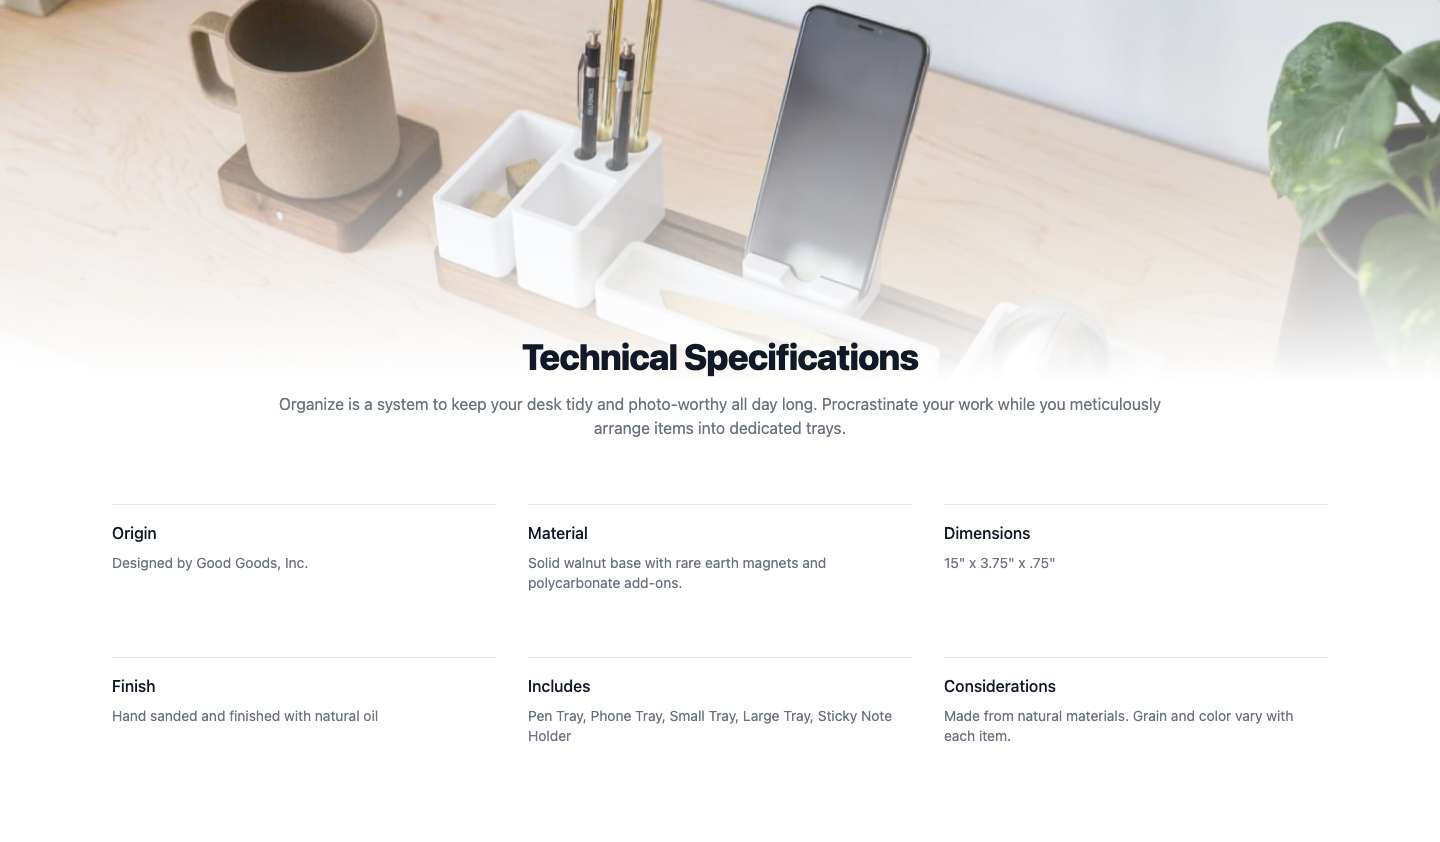 Technical Specifications
Organize is a system to keep your desk tidy and photo-worthy all day long. Procrastinate your work while you meticulously
arrange items into dedicated trays.
Origin
Designed by Good Goods, Inc.
Material
Solid walnut base with rare earth magnets and
polycarbonate add-ons.
Dimensions
15" x 3.75" x .75"
Finish
Hand sanded and finished with natural oil
Includes
Pen Tray, Phone Tray, Small Tray, Large Tray, Sticky Note
Holder
Considerations
Made from natural materials. Grain and color vary with
each item.